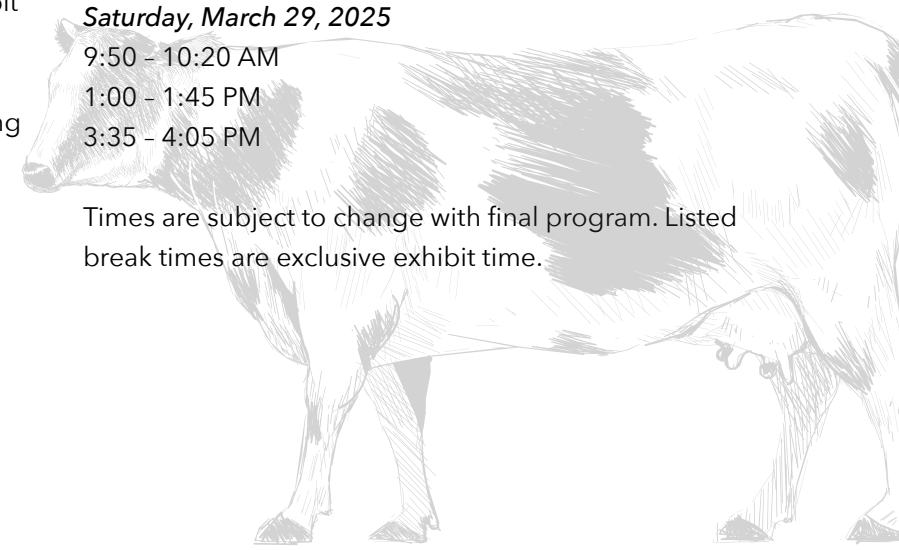 Saturday, March 29, 2025
9:50 – 10:20 AM
1:00 – 1:45 PM
3:35 – 4:05 PM
Times are subject to change with final program. Listed
break times are exclusive exhibit time.